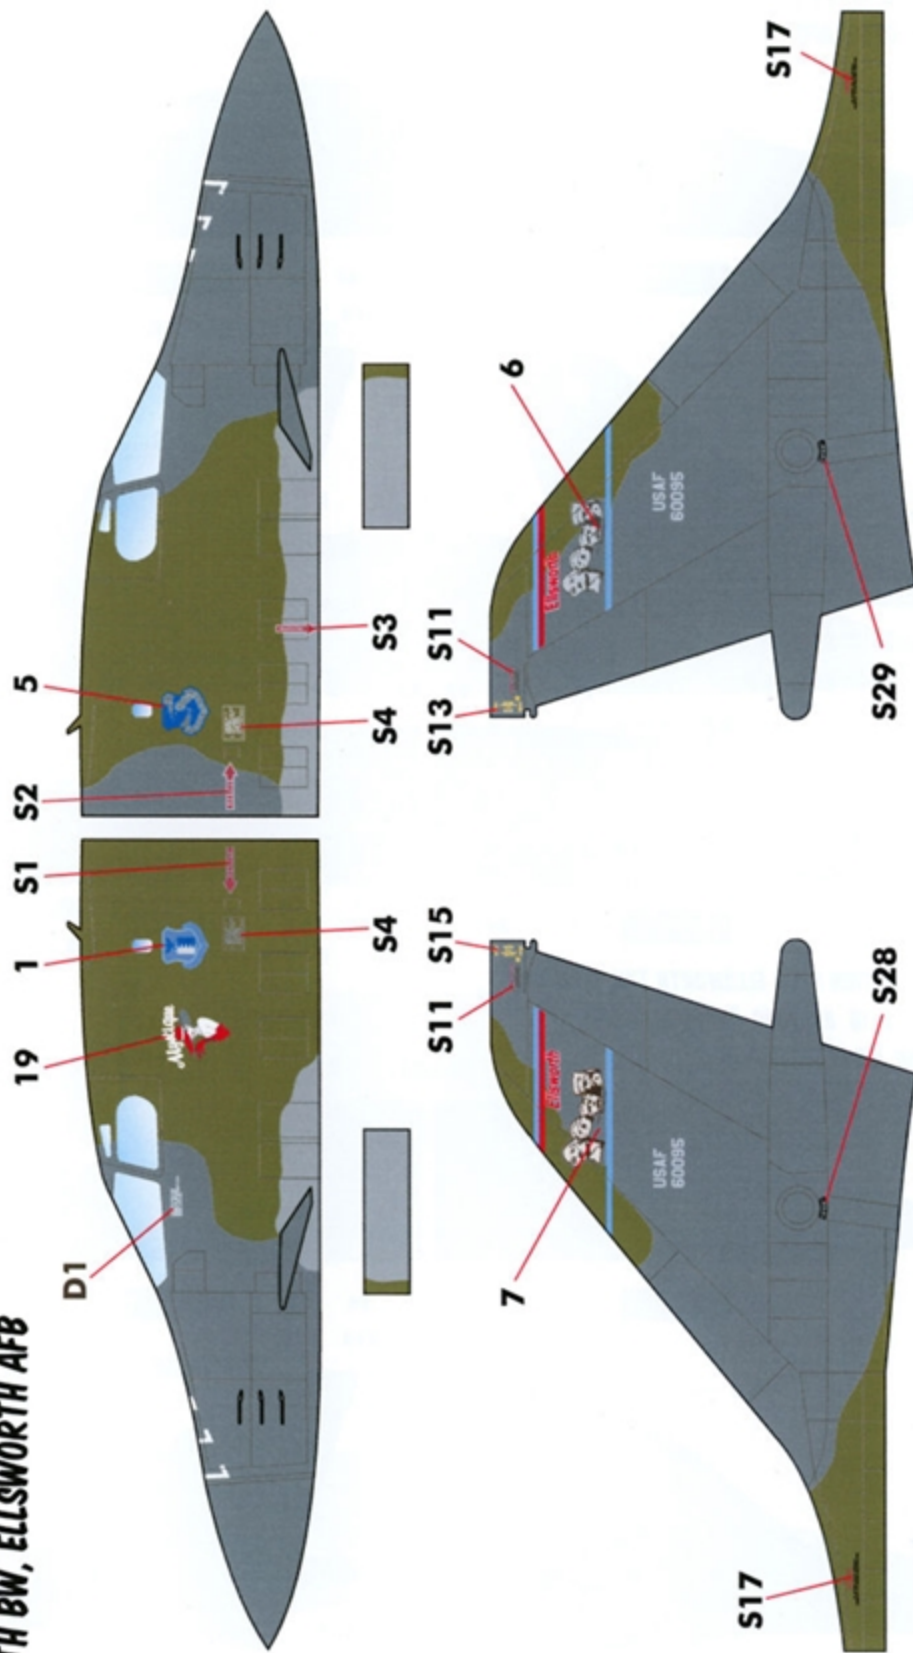 TH BW, ELLSWORTH AFB
D1
19
1
S1
S2
5
S4
S4
S3
Mystique
7
S11
S15
S13
S11
6
Ellsworth
Ellsworth
USAF
60095
USAF
60095
S17
S28
S29
S17